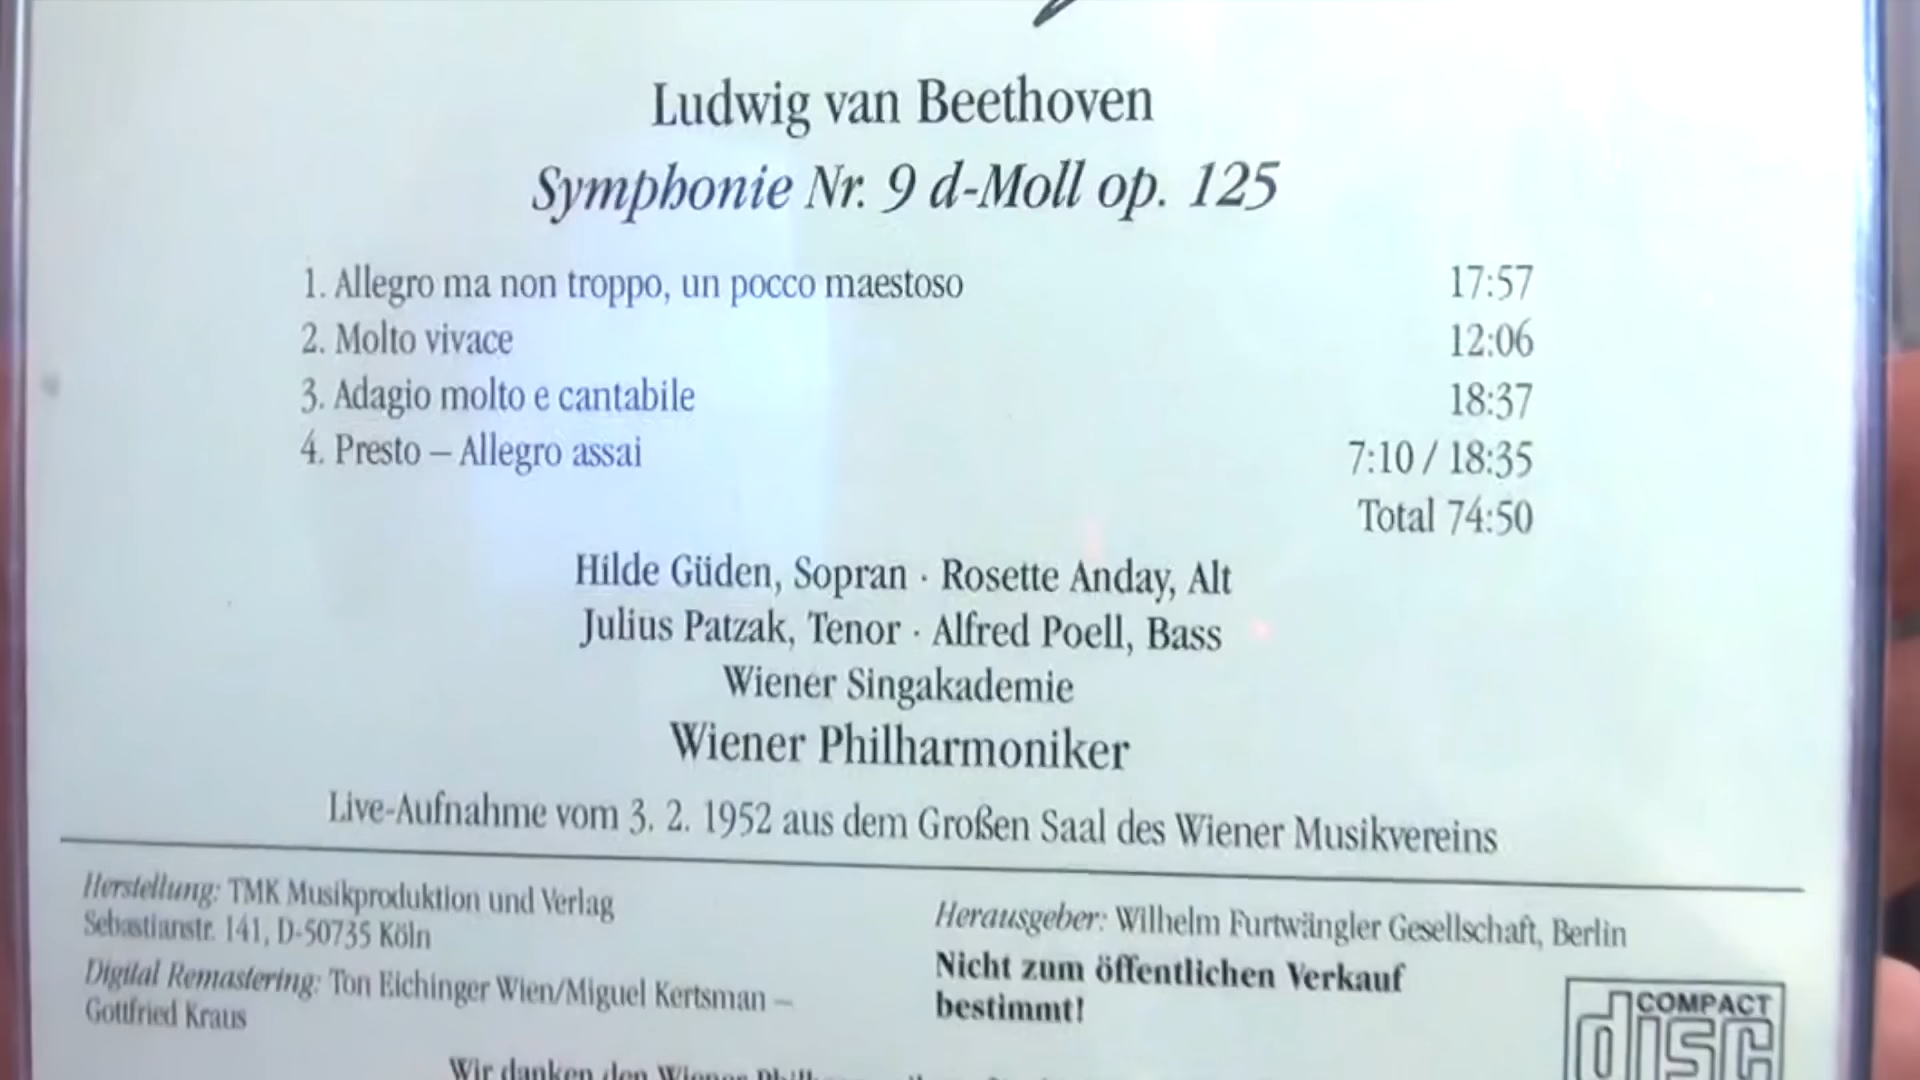 Ludwig van Beethoven
Symphonie Nr. 9 d-Moll op. 125
1. Allegro ma non troppo, un pocco maestoso 17:57
2. Molto vivace 12:06
3. Adagio molto e cantabile 18:37
4. Presto – Allegro assai 7:10 / 18:35
Total 74:50
Hilde Güden, Sopran · Rosette Anday, Alt
Julius Patzak, Tenor · Alfred Poell, Bass
Wiener Singakademie
Wiener Philharmoniker
Live-Aufnahme vom 3. 2. 1952 aus dem Großen Saal des Wiener Musikvereins
Herstellung: TMK Musikproduktion und Verlag
Sebastianstr. 141, D-50735 Köln
Digital Remastering: Ton Eichinger Wien/Miguel Kertsman –
Gottfried Kraus
Herausgeber: Wilhelm Furtwängler Gesellschaft, Berlin
Nicht zum öffentlichen Verkauf
bestimmt!
COMPACT
disc
Wir danken den Wiener